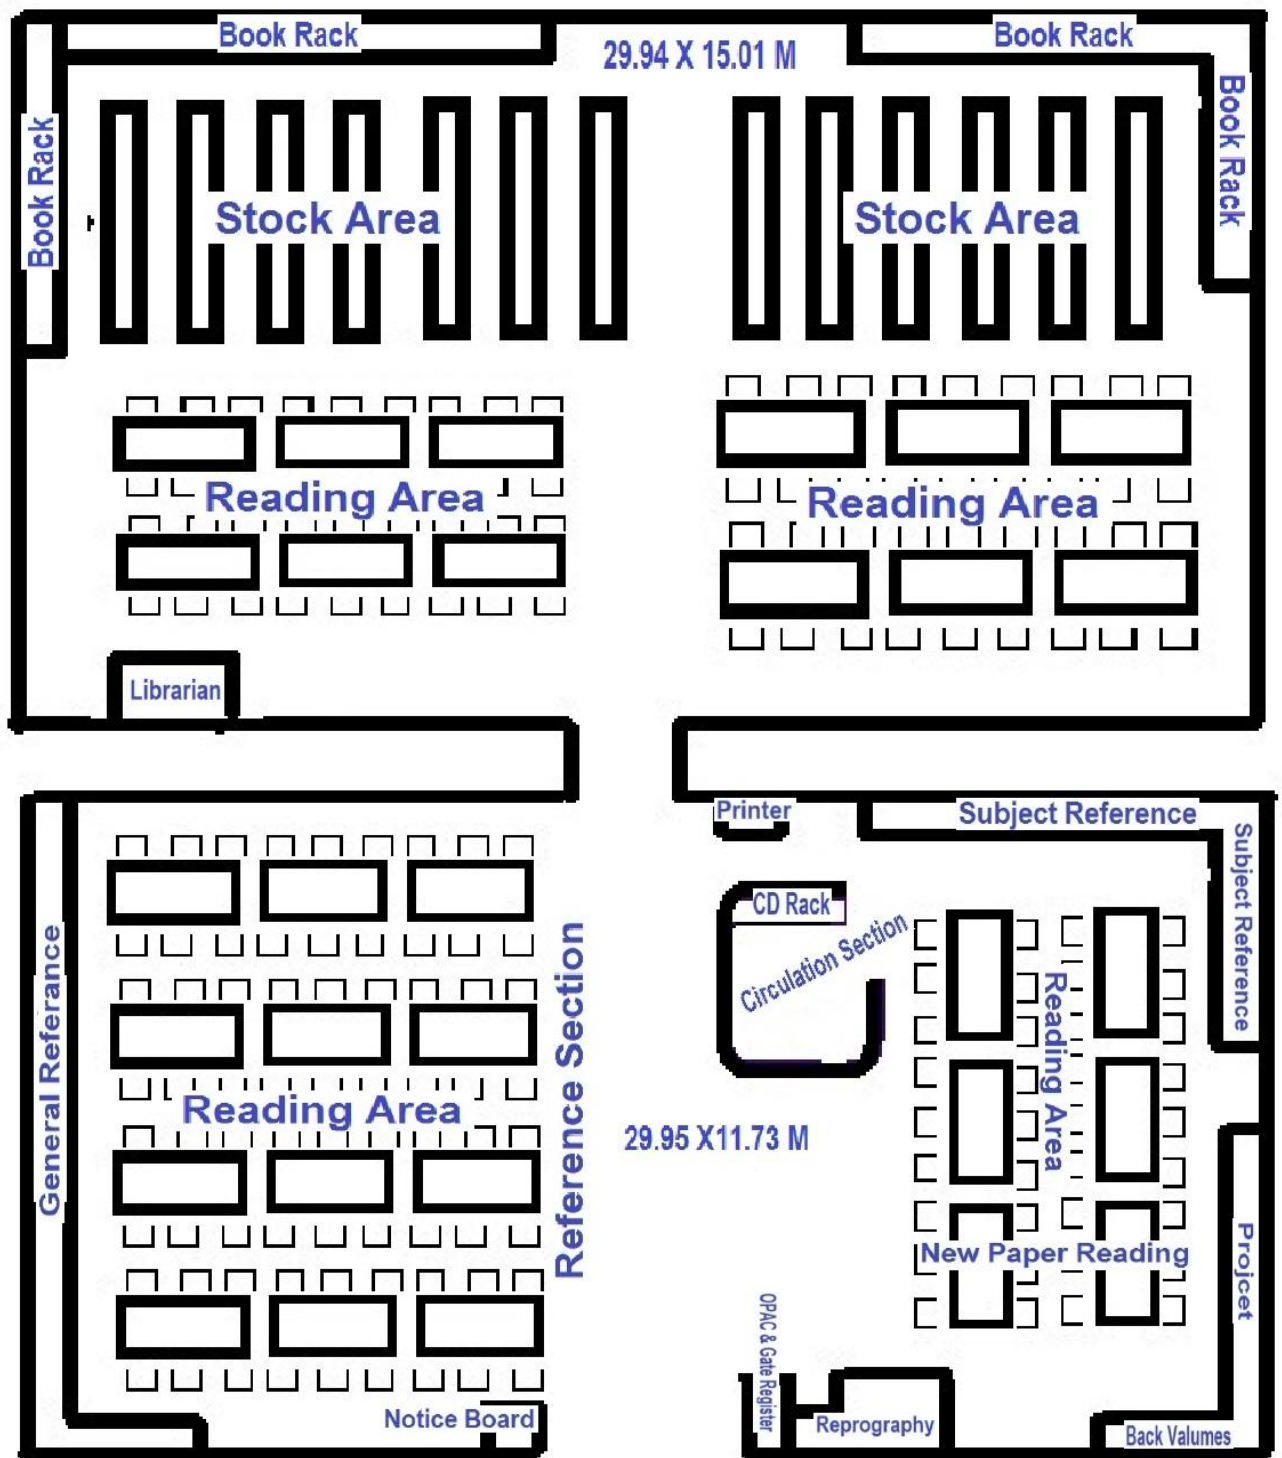 Book Rack
Book Rack
29.94 X 15.01 M
Book Rack
Book Rack
Stock Area
Stock Area
Reading Area
Reading Area
Librarian
Printer
Subject Reference
Subject Reference
CD Rack
Circulation Section
General Referance
Reference Section
Reading Area
Reading Area
29.95 X11.73 M
New Paper Reading
Projcet
OPAC & Gate Register
Notice Board
Reprography
Back Valumes